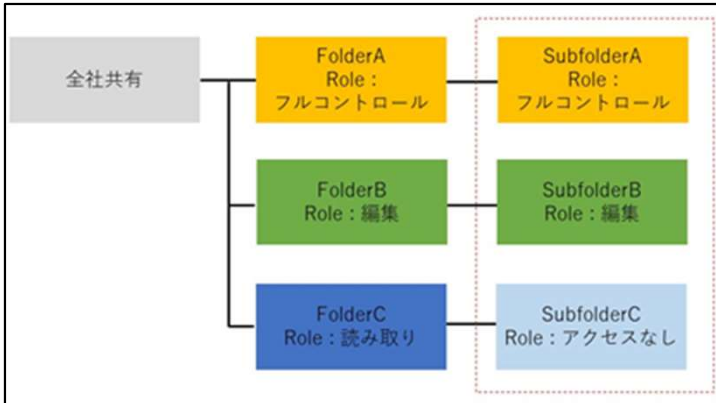 全社共有
FolderA
Role：
フルコントロール
SubfolderA
Role：
フルコントロール
FolderB
Role：編集
SubfolderB
Role：編集
FolderC
Role：読み取り
SubfolderC
Role：アクセスなし